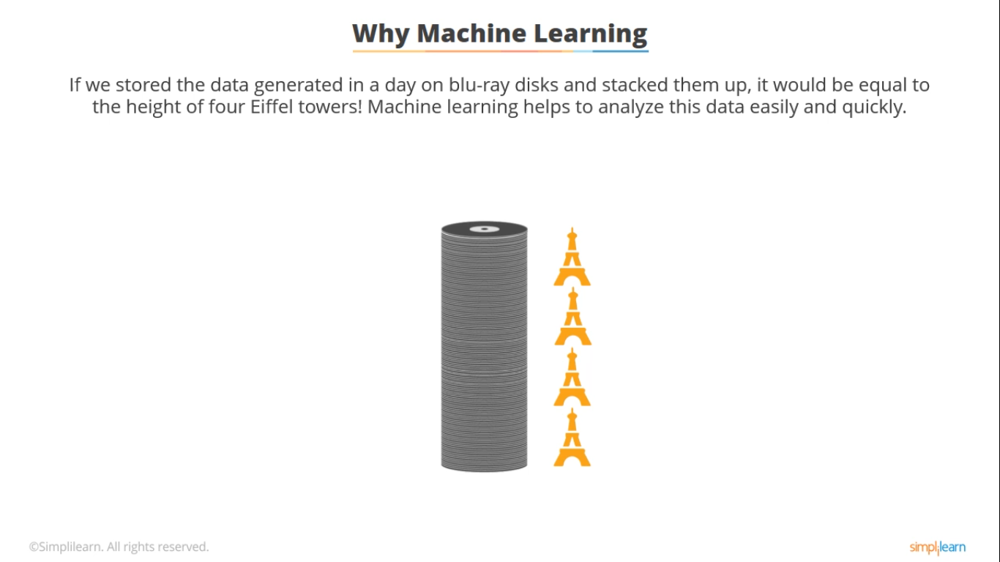 Why Machine Learning
If we stored the data generated in a day on blu-ray disks and stacked them up, it would be equal to
the height of four Eiffel towers! Machine learning helps to analyze this data easily and quickly.
©Simplilearn. All rights reserved.
simplilearn